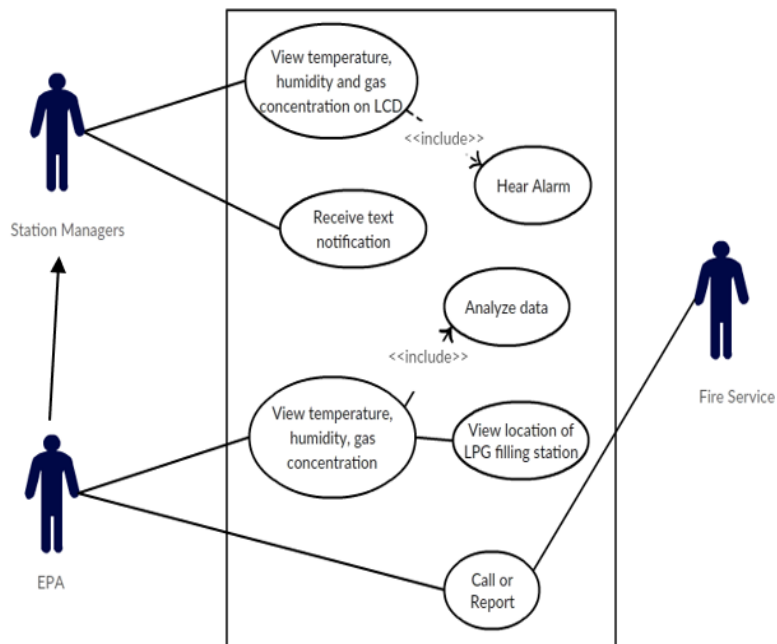 View temperature,
humidity and gas
concentration on LCD
<<include>>
Hear Alarm
Station Managers
Receive text
notification
Analyze data
<<include>>
Fire Service
View temperature,
humidity, gas
concentration
View location of
LPG filling station
EPA
Call or
Report